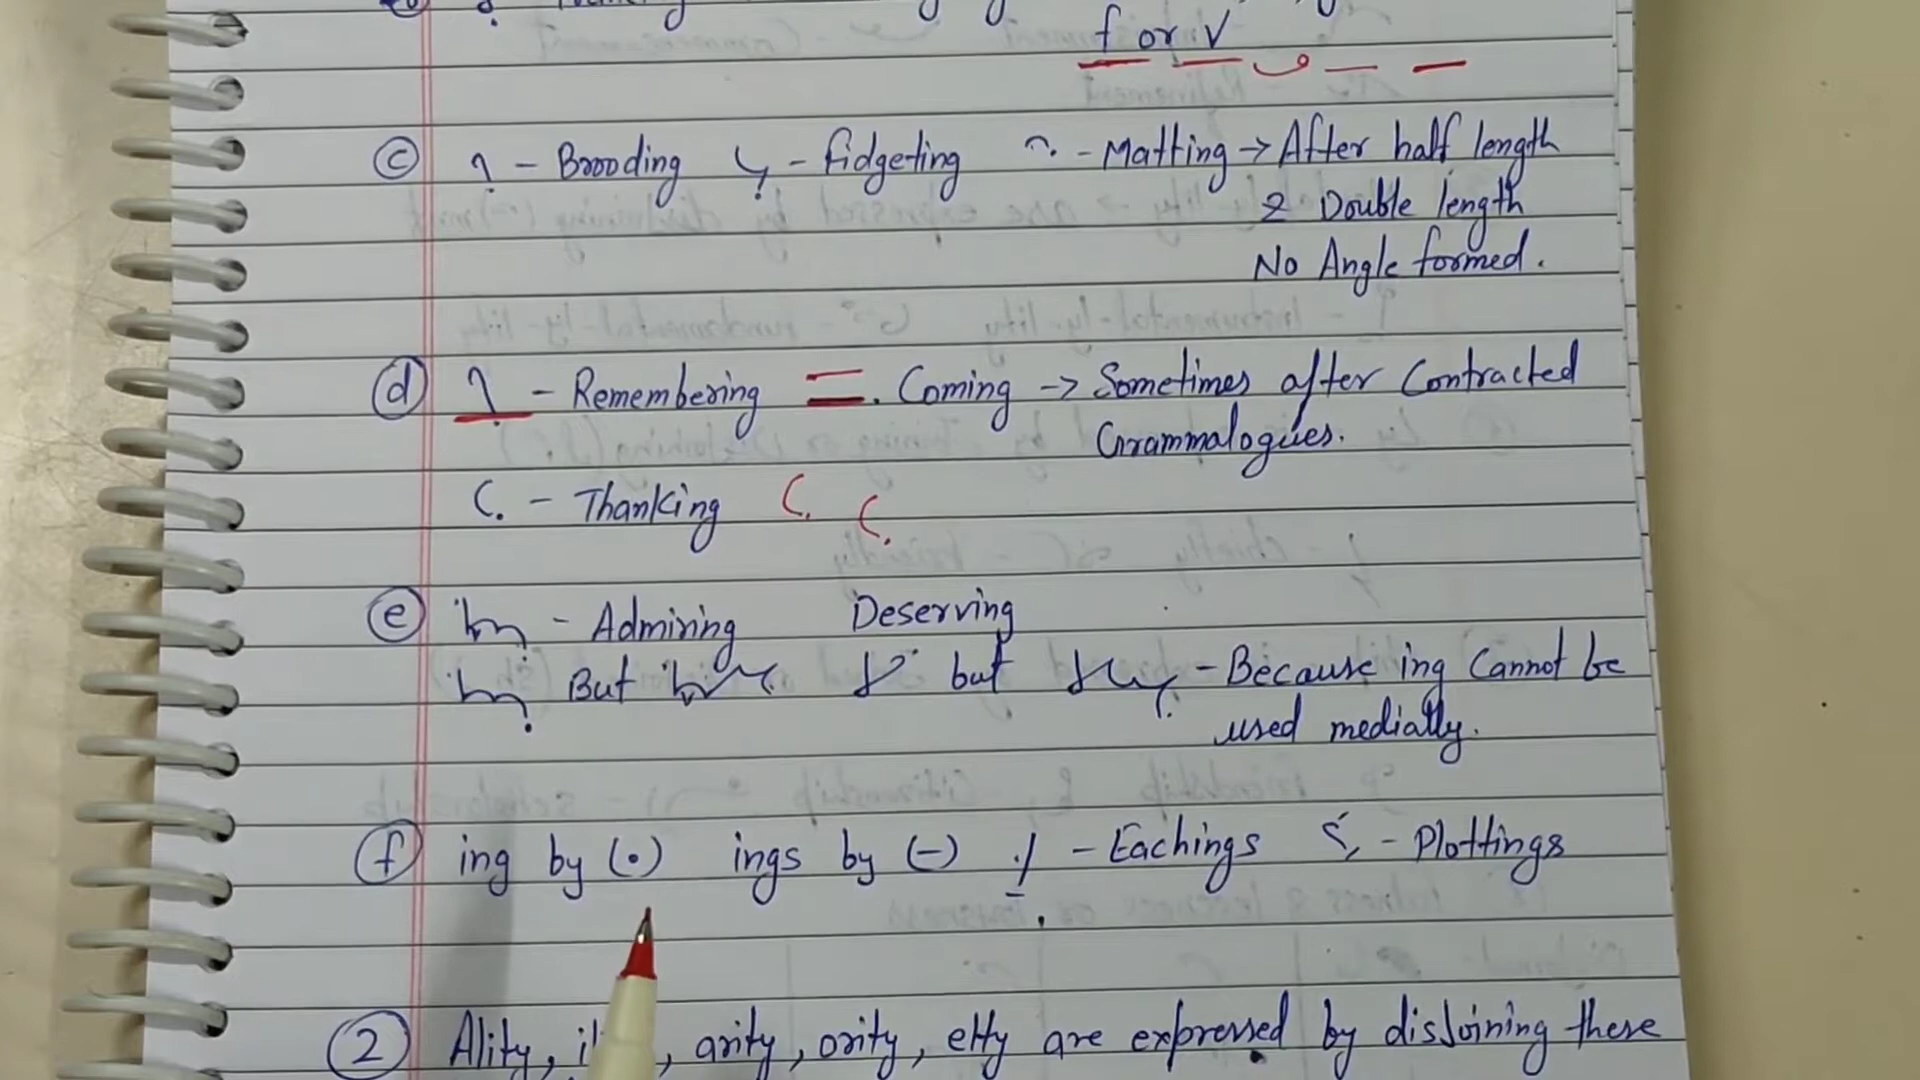 f or V
(c) - Brooding - fidgeting - Matting → After half length
& Double length
No Angle formed.
(d) - Remembering Coming → Sometimes after Contracted
Grammalogues.
- Thanking
(e) - Admiring Deserving
But but - Because ing Cannot be
used medially.
(f) ing by (•) ings by (-) - Eachings - Plottings
(2) Ality, arity, ority, etty are expressed by disjoining these